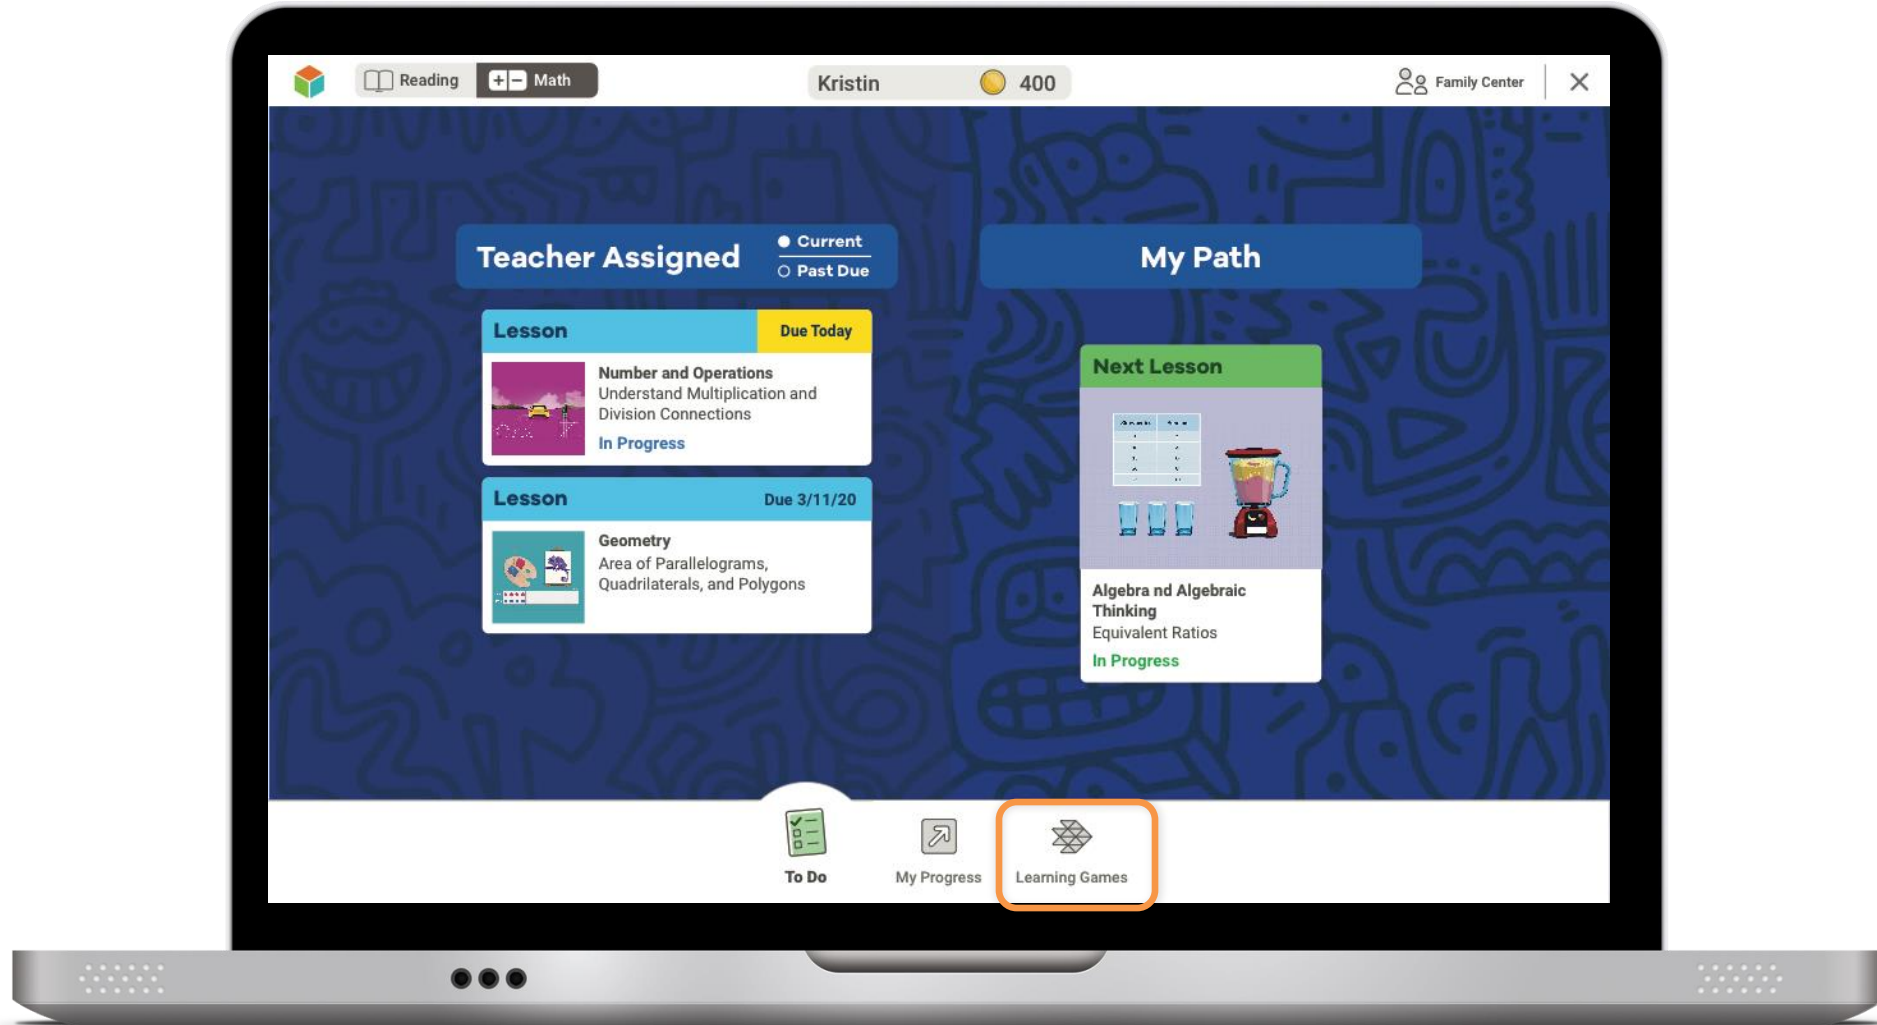 Reading
Math
Kristin
400
Family Center
Teacher Assigned
Current
Past Due
My Path
Lesson
Due Today
Number and Operations
Understand Multiplication and
Division Connections
In Progress
Lesson
Due 3/11/20
Geometry
Area of Parallelograms,
Quadrilaterals, and Polygons
Next Lesson
Algebra nd Algebraic
Thinking
Equivalent Ratios
In Progress
To Do
My Progress
Learning Games